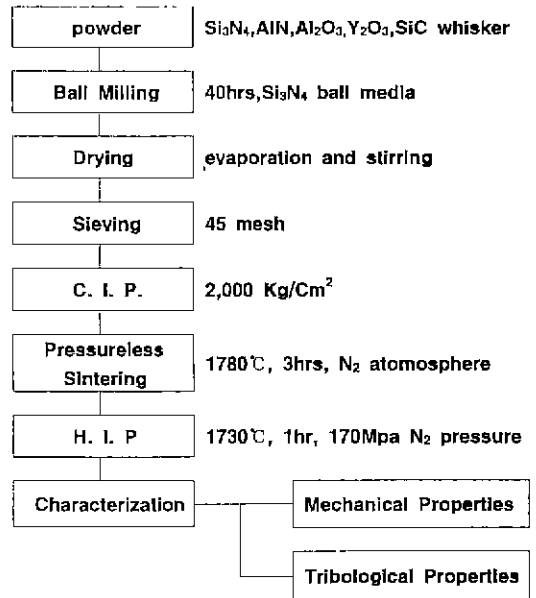 powder
Si₃N₄,AlN,Al₂O₃,Y₂O₃,SiC whisker
Ball Milling
40hrs,Si₃N₄ ball media
Drying
evaporation and stirring
Sieving
45 mesh
C. I. P.
2,000 Kg/Cm²
Pressureless
Sintering
1780℃, 3hrs, N₂ atomosphere
H. I. P
1730℃, 1hr, 170Mpa N₂ pressure
Characterization
Mechanical Properties
Tribological Properties